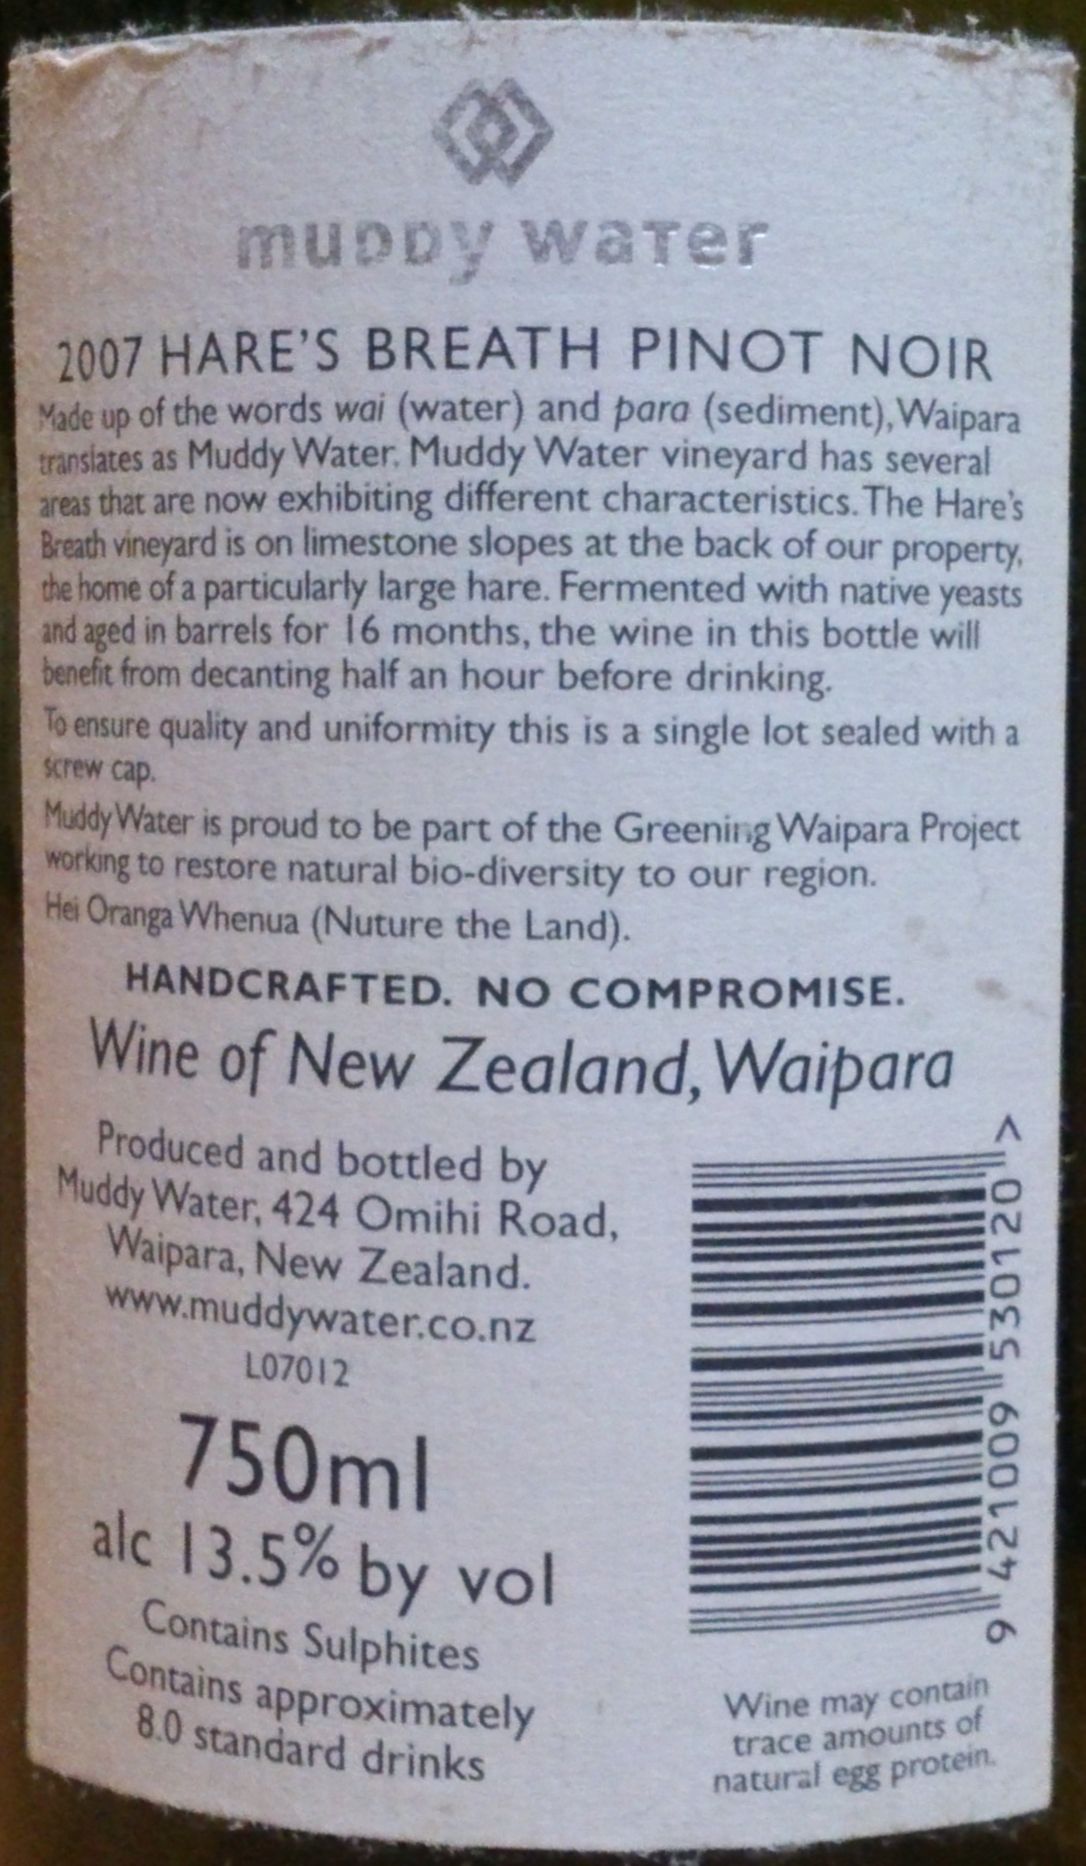 muddy water
2007 HARE'S BREATH PINOT NOIR
Made up of the words wai (water) and para (sediment), Waipara
translates as Muddy Water. Muddy Water vineyard has several
areas that are now exhibiting different characteristics. The Hare's
Breath vineyard is on limestone slopes at the back of our property,
the home of a particularly large hare. Fermented with native yeasts
and aged in barrels for 16 months, the wine in this bottle will
benefit from decanting half an hour before drinking.
To ensure quality and uniformity this is a single lot sealed with a
screw cap.
Muddy Water is proud to be part of the Greening Waipara Project
working to restore natural bio-diversity to our region.
Hei Oranga Whenua (Nuture the Land).
HANDCRAFTED. NO COMPROMISE.
Wine of New Zealand, Waipara
Produced and bottled by
Muddy Water, 424 Omihi Road,
Waipara, New Zealand.
www.muddywater.co.nz
L07012
750ml
alc 13.5% by vol
Contains Sulphites
Contains approximately
8.0 standard drinks
9 421009 530120 >
Wine may contain
trace amounts of
natural egg protein.